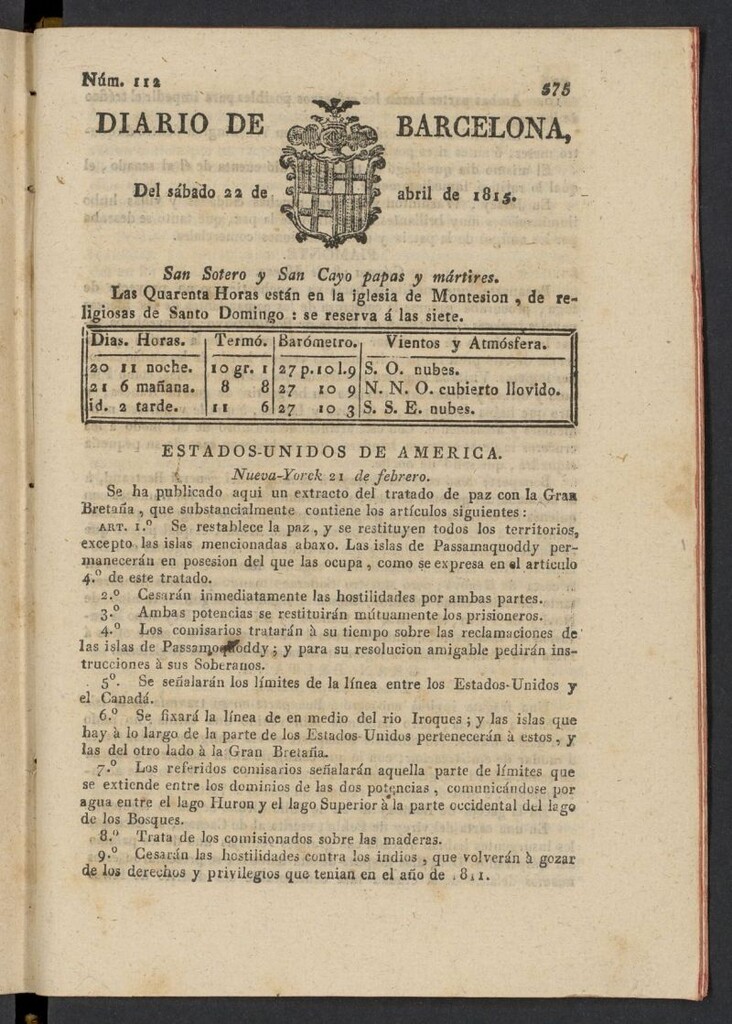 Núm. 112
575
DIARIO DE BARCELONA,
Del sábado 22 de abril de 1815.
San Sotero y San Cayo papas y mártires.
Las Quarenta Horas están en la iglesia de Montesion, de re-
ligiosas de Santo Domingo : se reserva á las siete.
Dias. Horas. Termó. Barómetro. Vientos y Atmósfera.
20 11 noche. 10 gr. 1 27 p. 10 l. 9 S. O. nubes.
21 6 mañana. 8 8 27 10 9 N. N. O. cubierto llovido.
id. 2 tarde. 11 6 27 10 3 S. S. E. nubes.
ESTADOS-UNIDOS DE AMERICA.
Nueva-Yorck 21 de febrero.
Se ha publicado aqui un extracto del tratado de paz con la Gran
Bretaña, que substancialmente contiene los artículos siguientes :
ART. 1.º Se restablece la paz, y se restituyen todos los territorios,
excepto las islas mencionadas abaxo. Las islas de Passamaquoddy per-
manecerán en posesion del que las ocupa, como se expresa en el artículo
4.º de este tratado.
2.º Cesarán inmediatamente las hostilidades por ambas partes.
3.º Ambas potencias se restituirán mútuamente los prisioneros.
4.º Los comisarios tratarán à su tiempo sobre las reclamaciones de
las islas de Passamoquoddy; y para su resolucion amigable pedirán ins-
trucciones à sus Soberanos.
5º. Se señalarán los límites de la línea entre los Estados-Unidos y
el Canadá.
6.º Se fixará la línea de en medio del rio Iroques; y las islas que
hay à lo largo de la parte de los Estados-Unidos pertenecerán à estos, y
las del otro lado à la Gran Bretaña.
7.º Los referidos comisarios señalarán aquella parte de límites que
se extiende entre los dominios de las dos potencias, comunicándose por
agua entre el lago Huron y el lago Superior à la parte occidental del lago
de los Bosques.
8.º Trata de los comisionados sobre las maderas.
9.º Cesarán las hostilidades contra los indios, que volverán à gozar
de los derechos y privilegios que tenian en el año de 1811.